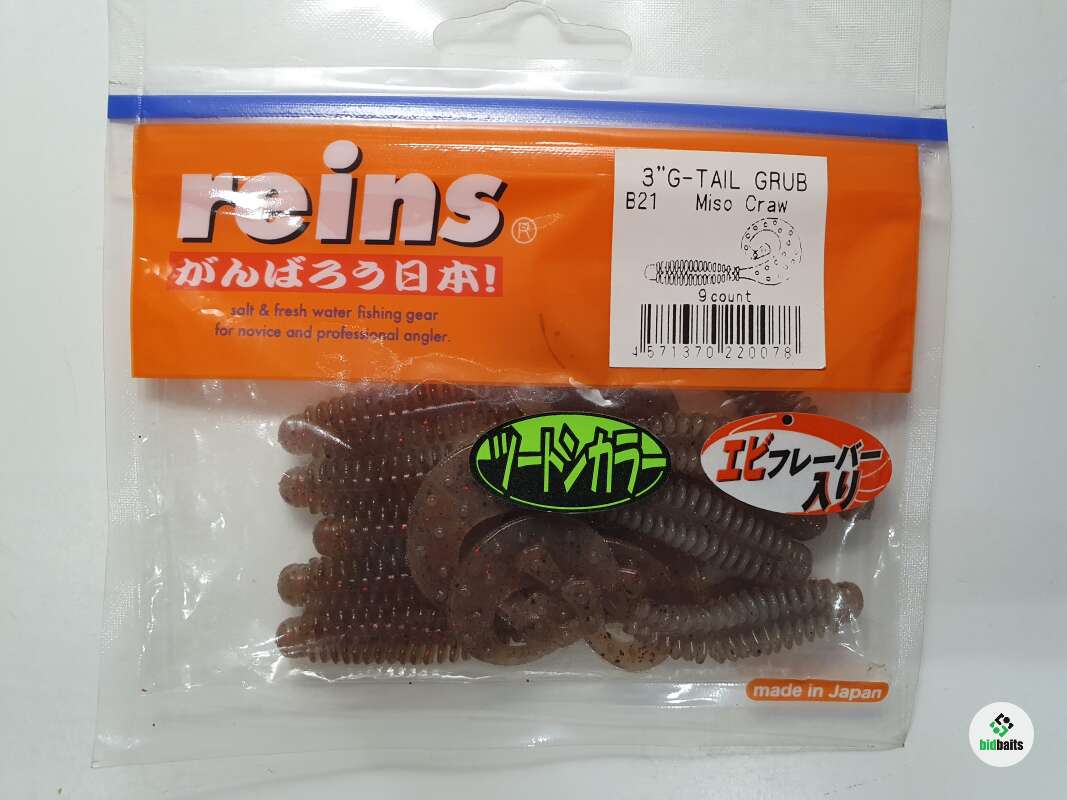 reins®
がんばろう日本!
salt & fresh water fishing gear
for novice and professional angler.
3"G-TAIL GRUB
B21 Miso Craw
9count
4 571370 220078
ツートンカラー
エビフレーバー
入り
made in Japan
bidbaits